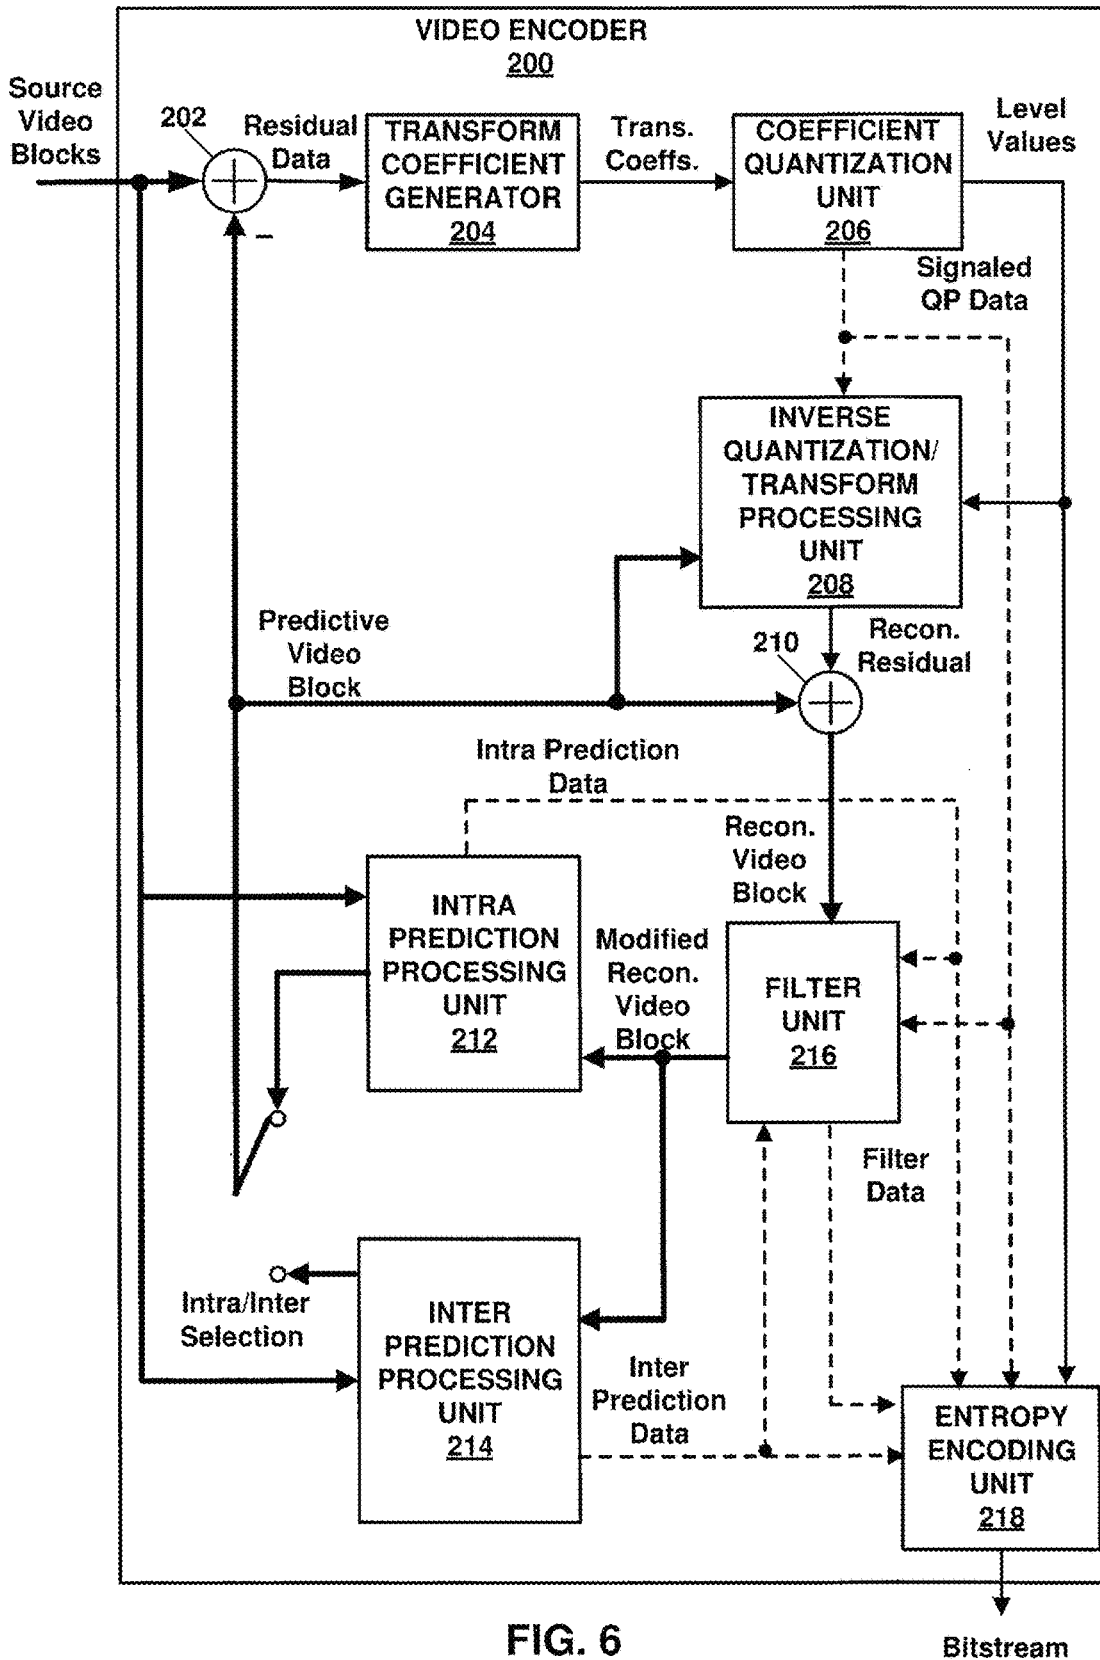 VIDEO ENCODER
200
Source
Video
Blocks
202
Residual
Data
TRANSFORM
COEFFICIENT
GENERATOR
204
Trans.
Coeffs.
COEFFICIENT
QUANTIZATION
UNIT
206
Level
Values
–
Signaled
QP Data
INVERSE
QUANTIZATION/
TRANSFORM
PROCESSING
UNIT
208
Predictive
Video
Block
210
Recon.
Residual
Intra Prediction
Data
Recon.
Video
Block
INTRA
PREDICTION
PROCESSING
UNIT
212
Modified
Recon.
Video
Block
FILTER
UNIT
216
Filter
Data
Intra/Inter
Selection
INTER
PREDICTION
PROCESSING
UNIT
214
Inter
Prediction
Data
ENTROPY
ENCODING
UNIT
218
FIG. 6
Bitstream